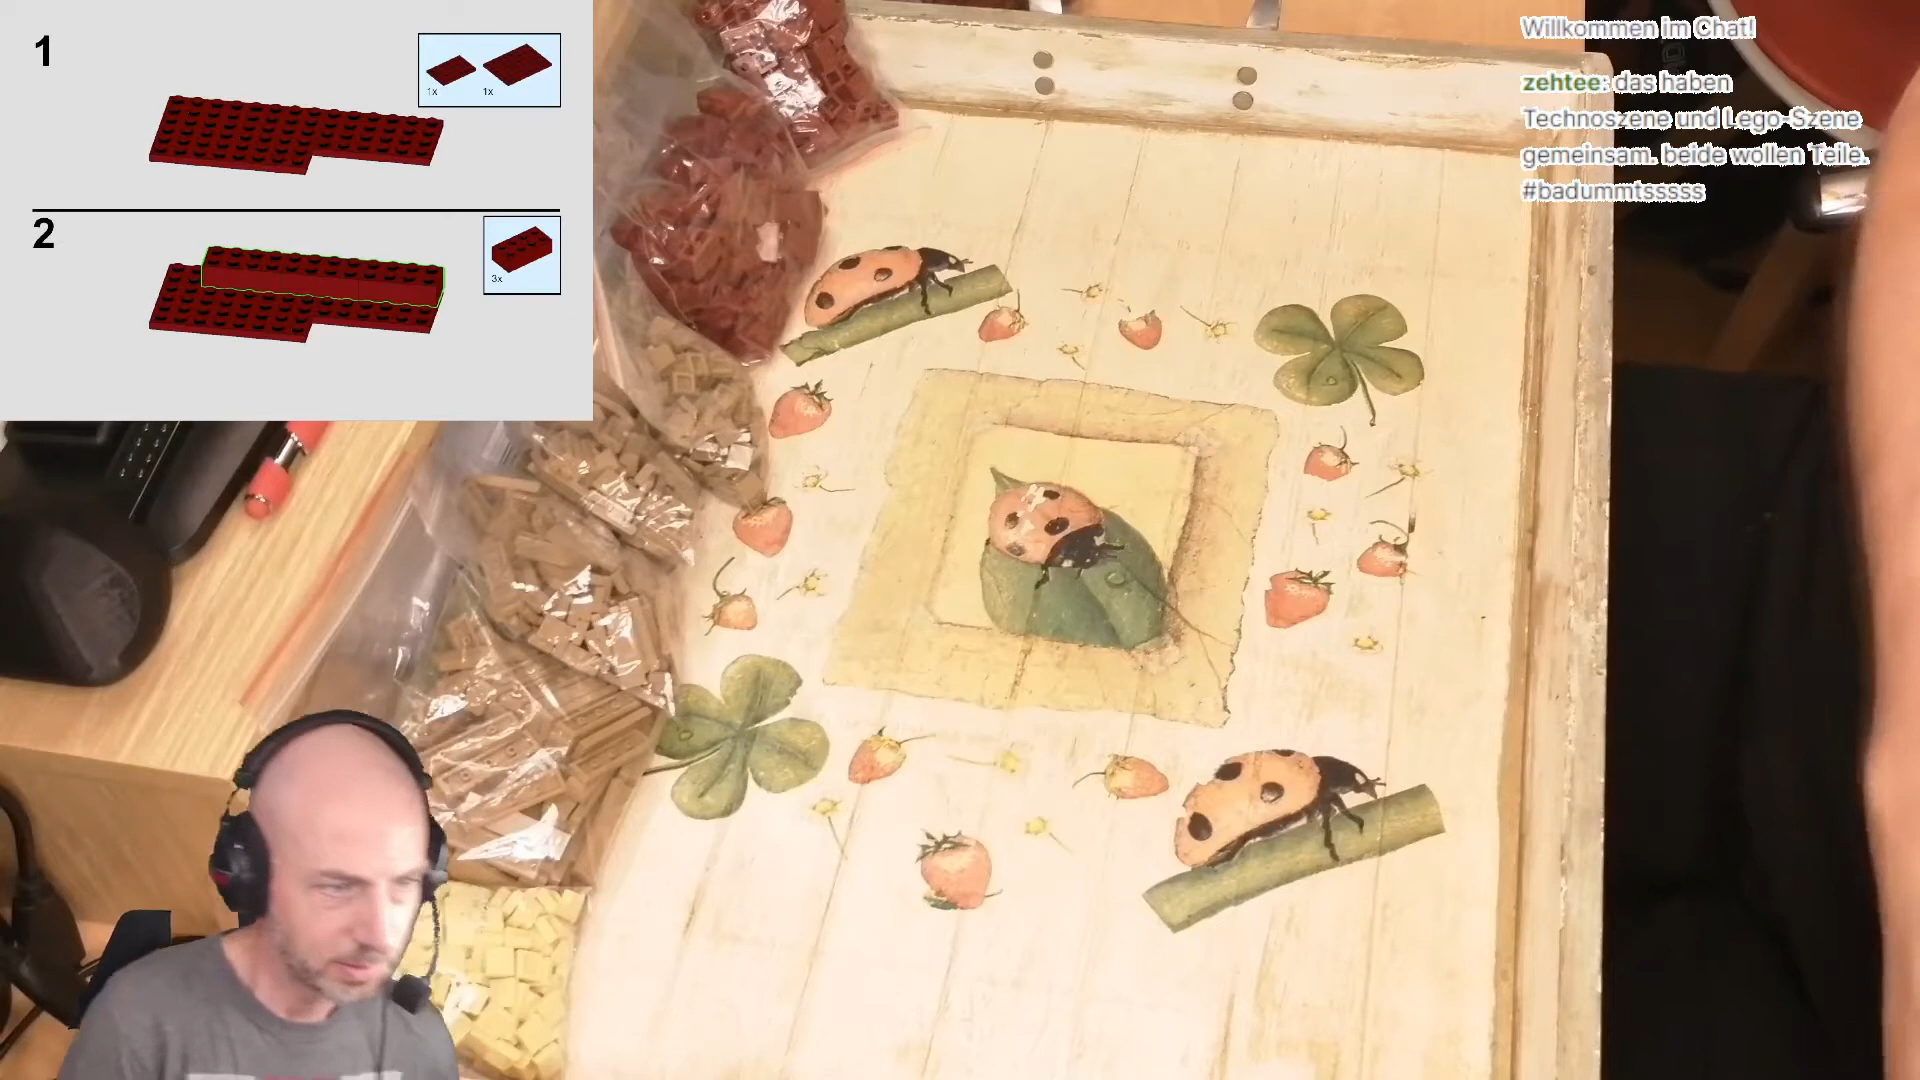 1
1x 1x
2
3x
Willkommen im Chat!
zehtee: das haben
Technoszene und Lego-Szene
gemeinsam. beide wollen Teile.
#badummtsssss